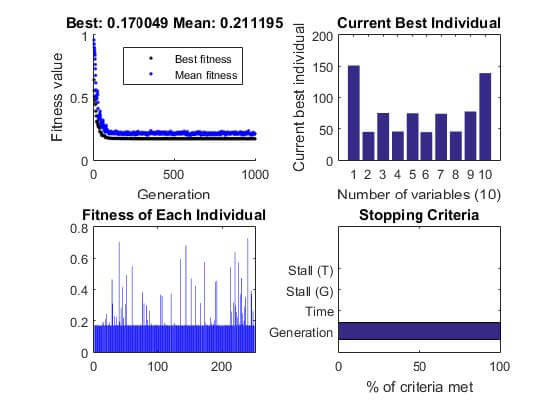 Best: 0.170049 Mean: 0.211195
Fitness value
1
0.5
0
Best fitness
Mean fitness
0
500
1000
Generation
Current Best Individual
Current best individual
200
150
100
50
0
1 2 3 4 5 6 7 8 9 10
Number of variables (10)
Fitness of Each Individual
0.8
0.6
0.4
0.2
0
0
100
200
Stopping Criteria
Stall (T)
Stall (G)
Time
Generation
0
50
100
% of criteria met